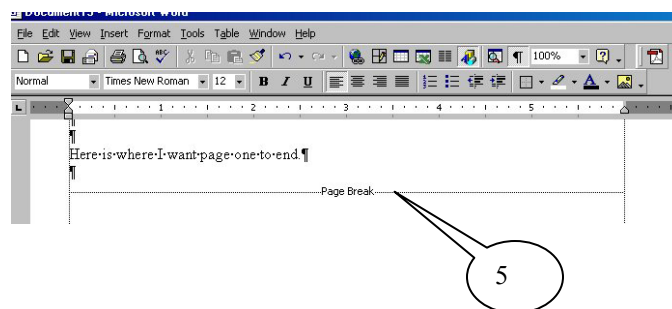 Document13 - Microsoft Word
File Edit View Insert Format Tools Table Window Help
100%
Normal Times New Roman 12 B I U A
1 2 3 4 5
¶
¶
Here·is·where·I·want·page·one·to·end.¶
¶
Page Break
5